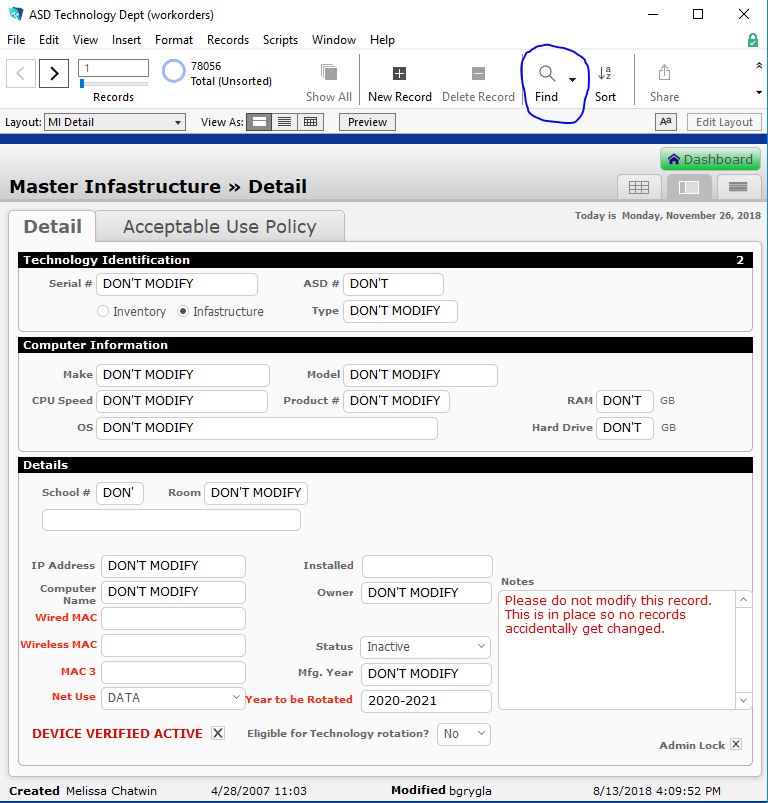 ASD Technology Dept (workorders)
File Edit View Insert Format Records Scripts Window Help
1 78056
Total (Unsorted)
Records Show All New Record Delete Record Find Sort Share
Layout: MI Detail View As: Preview Aa Edit Layout
Dashboard
Master Infastructure » Detail
Detail Acceptable Use Policy Today is Monday, November 26, 2018
Technology Identification 2
Serial # DON'T MODIFY ASD # DON'T
Inventory Infastructure Type DON'T MODIFY
Computer Information
Make DON'T MODIFY Model DON'T MODIFY
CPU Speed DON'T MODIFY Product # DON'T MODIFY RAM DON'T GB
OS DON'T MODIFY Hard Drive DON'T GB
Details
School # DON' Room DON'T MODIFY
IP Address DON'T MODIFY Installed
Computer Name DON'T MODIFY Owner DON'T MODIFY
Notes
Please do not modify this record.
This is in place so no records
accidentally get changed.
Wired MAC
Wireless MAC Status Inactive
MAC 3 Mfg. Year DON'T MODIFY
Net Use DATA Year to be Rotated 2020-2021
DEVICE VERIFIED ACTIVE X Eligible for Technology rotation? No
Admin Lock X
Created Melissa Chatwin 4/28/2007 11:03 Modified bgrygla 8/13/2018 4:09:52 PM